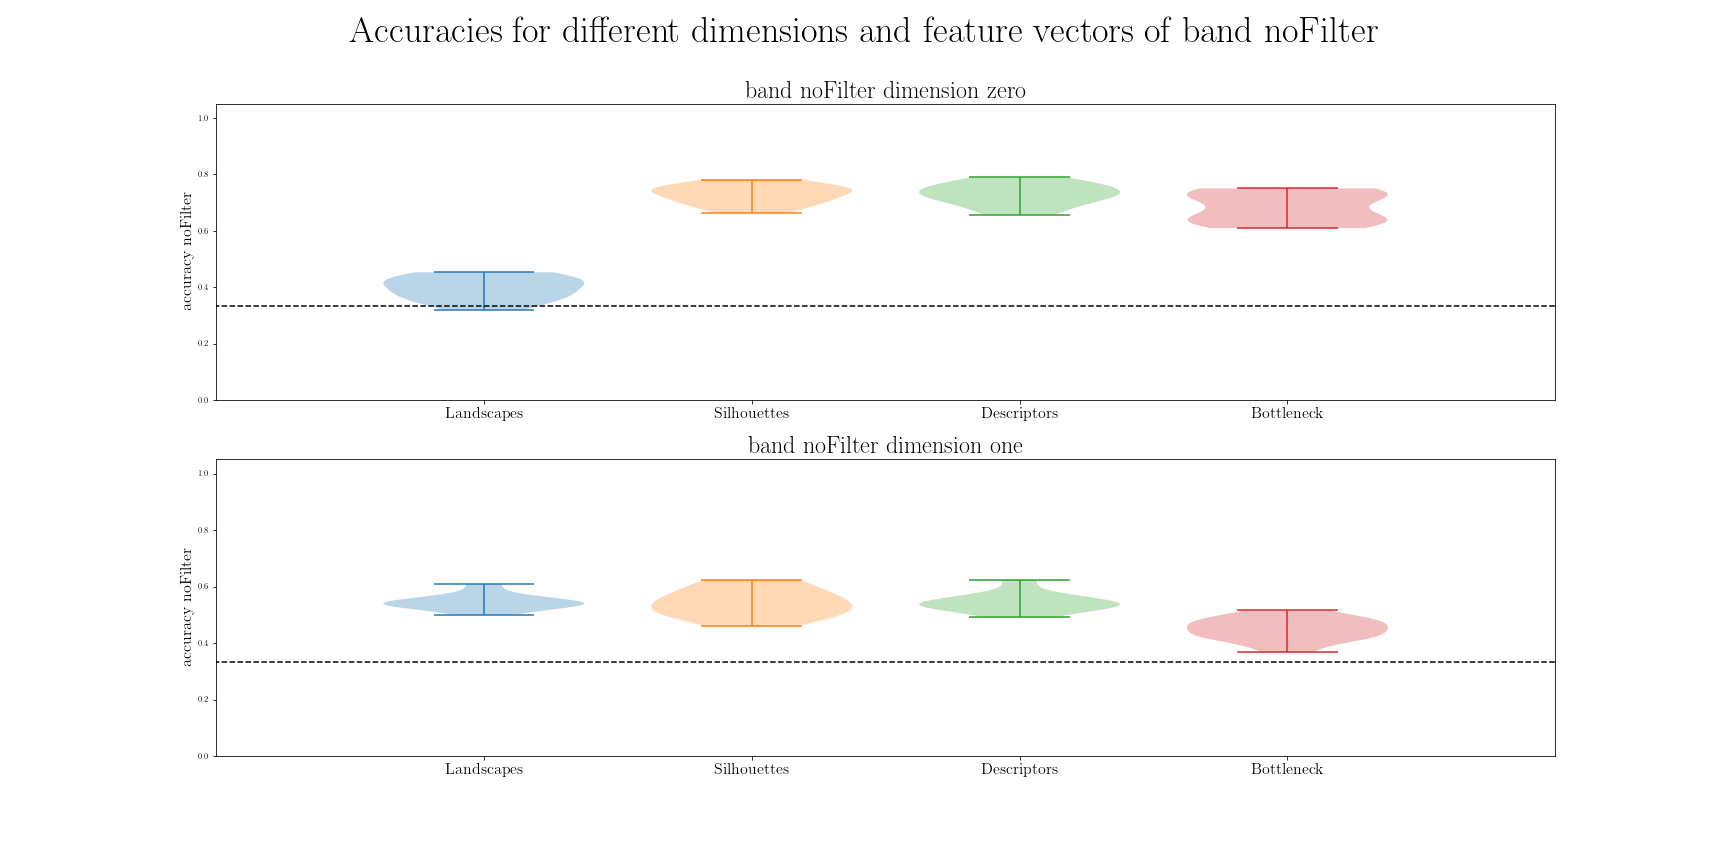 Accuracies for different dimensions and feature vectors of band noFilter
band noFilter dimension zero
accuracy noFilter
1.0
0.8
0.6
0.4
0.2
0.0
Landscapes Silhouettes Descriptors Bottleneck
band noFilter dimension one
accuracy noFilter
1.0
0.8
0.6
0.4
0.2
0.0
Landscapes Silhouettes Descriptors Bottleneck